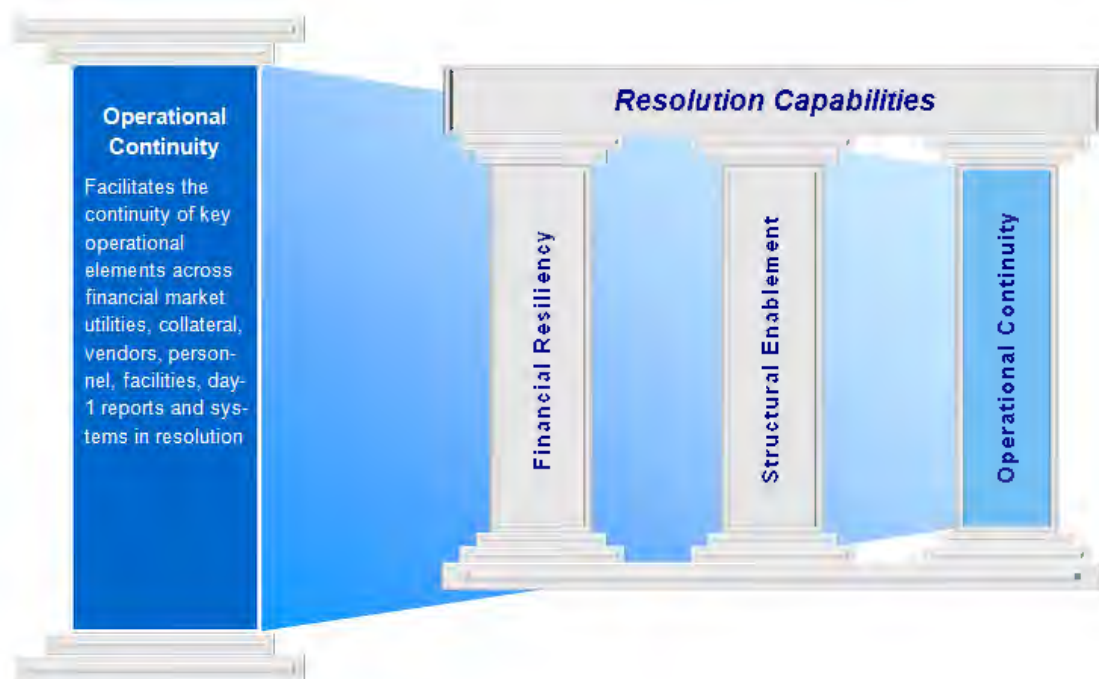 Operational
Continuity
Facilitates the
continuity of key
operational
elements across
financial market
utilities, collateral,
vendors, person-
nel, facilities, day-
1 reports and sys-
tems in resolution
Resolution Capabilities
Financial Resiliency
Structural Enablement
Operational Continuity